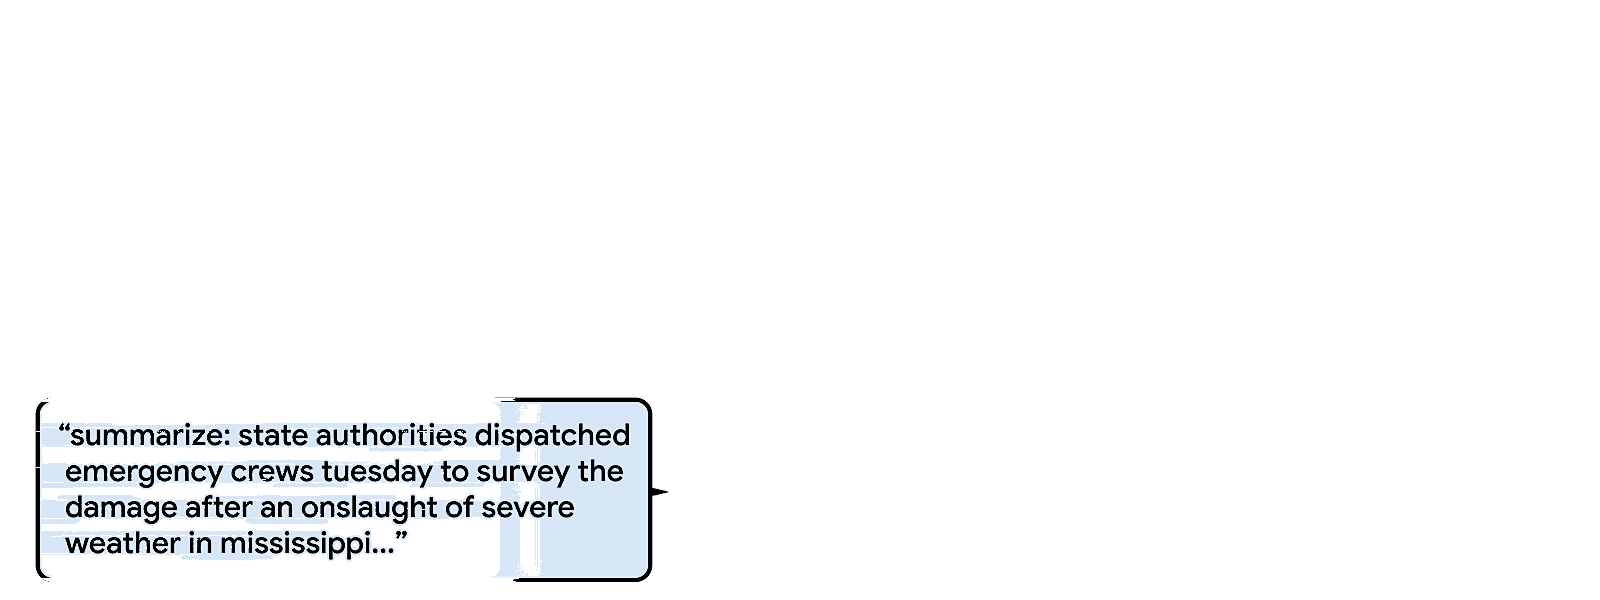 “summarize: state authorities dispatched
emergency crews tuesday to survey the
damage after an onslaught of severe
weather in mississippi...”